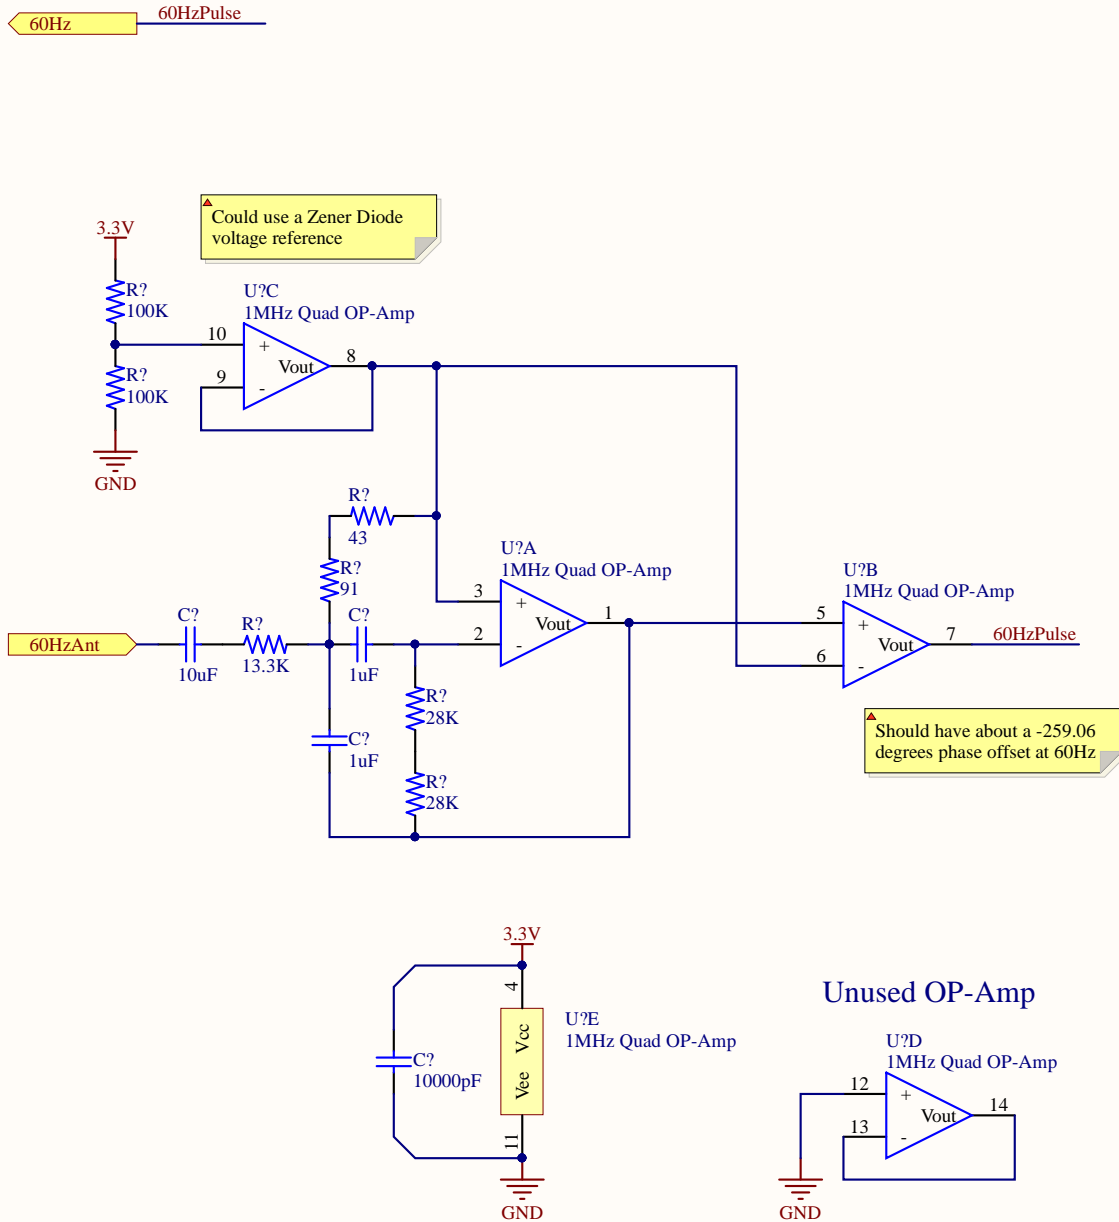 60Hz
60HzPulse
Could use a Zener Diode
voltage reference
3.3V
R?
100K
R?
100K
GND
U?C
1MHz Quad OP-Amp
10
9
+
-
Vout
8
R?
43
R?
91
U?A
1MHz Quad OP-Amp
3
2
+
-
Vout
1
60HzAnt
C?
10uF
R?
13.3K
C?
1uF
C?
1uF
R?
28K
R?
28K
U?B
1MHz Quad OP-Amp
5
6
+
-
Vout
7
60HzPulse
Should have about a -259.06
degrees phase offset at 60Hz
3.3V
4
Vcc
Vee
11
GND
U?E
1MHz Quad OP-Amp
C?
10000pF
Unused OP-Amp
U?D
1MHz Quad OP-Amp
12
13
+
-
Vout
14
GND